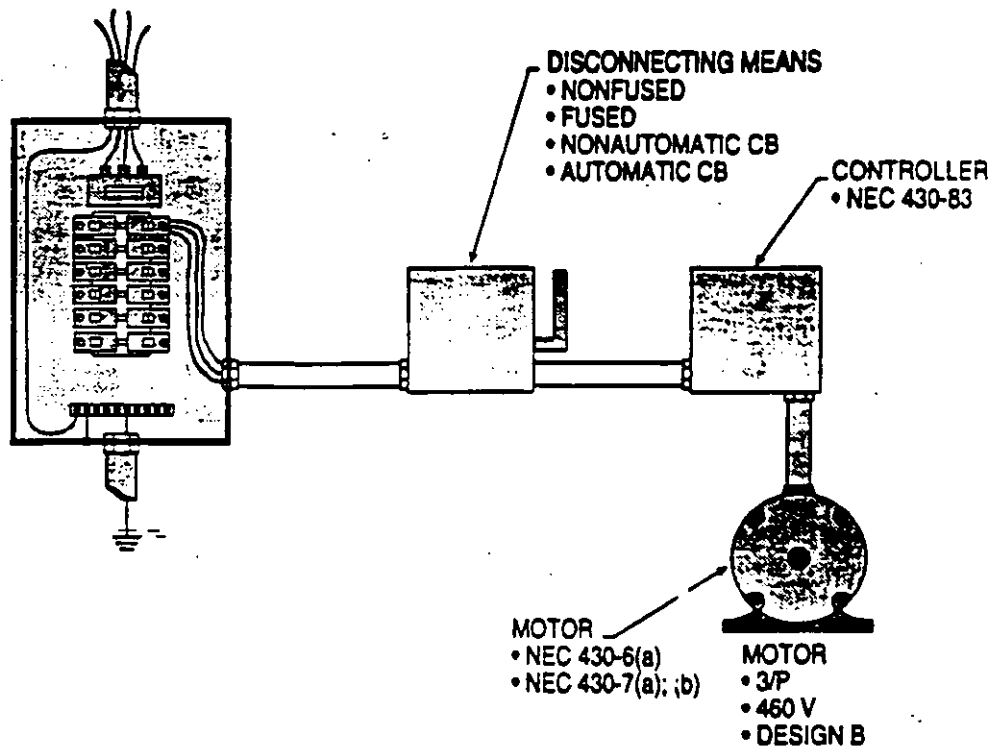 DISCONNECTING MEANS
• NONFUSED
• FUSED
• NONAUTOMATIC CB
• AUTOMATIC CB
CONTROLLER
• NEC 430-83
MOTOR
• NEC 430-6(a)
• NEC 430-7(a); (b)
MOTOR
• 3/P
• 460 V
• DESIGN B